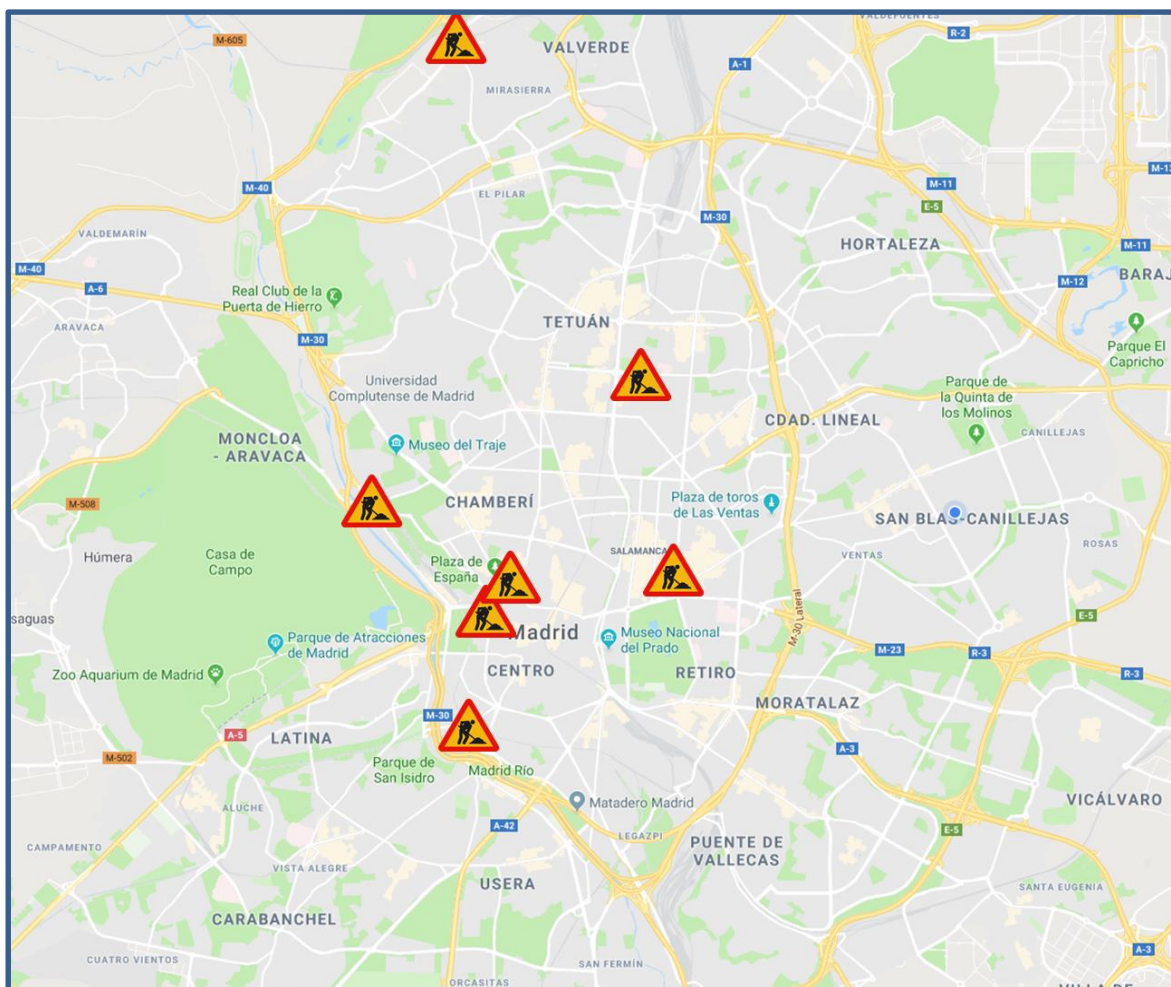 VALDEFUENTES
M-605
R-2
VALVERDE
A-1
MIRASIERRA
M-40
EL PILAR
M-11
E-5
M-30
VALDEMARÍN
HORTALEZA
M-11
M-40
BARAJ
A-6
M-12
Real Club de la
Puerta de Hierro
ARAVACA
TETUÁN
M-30
Parque El
Capricho
Universidad
Complutense de Madrid
Parque de
la Quinta de
los Molinos
CDAD. LINEAL
CANILLEJAS
MONCLOA
- ARAVACA
Museo del Traje
M-508
CHAMBERÍ
Plaza de toros
de Las Ventas
SAN BLAS-CANILLEJAS
ROSAS
Húmera
Casa de
Campo
Plaza de
España
SALAMANCA
VENTAS
M-30 Lateral
E-5
saguas
Parque de Atracciones
de Madrid
Madrid
Museo Nacional
del Prado
M-23
R-3
Zoo Aquarium de Madrid
CENTRO
RETIRO
R-3
MORATALAZ
M-30
A-5
LATINA
A-3
M-502
Parque de
San Isidro
Madrid Río
ALUCHE
Matadero Madrid
VICÁLVARO
A-42
LEGAZPI
E-5
CAMPAMENTO
PUENTE DE
VALLECAS
VISTA ALEGRE
USERA
SANTA EUGENIA
CARABANCHEL
A-3
CUATRO VIENTOS
SAN FERMÍN
ORCASITAS